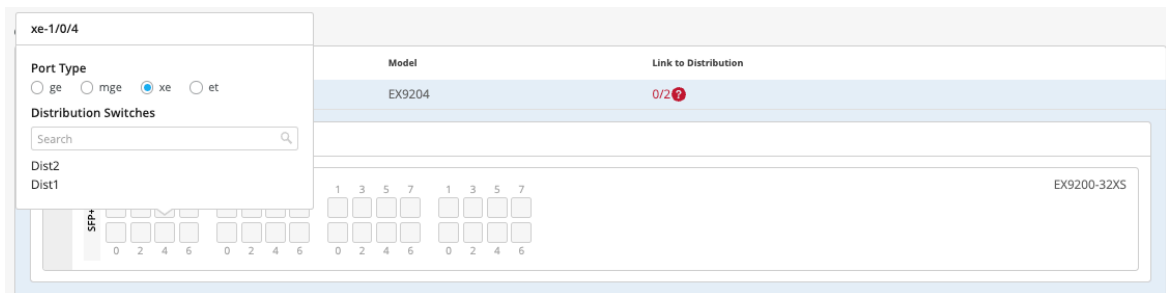 xe-1/0/4
Port Type
ge mge xe et
Distribution Switches
Search
Dist2
Dist1
Model Link to Distribution
EX9204 0/2 ?
EX9200-32XS
1 3 5 7 1 3 5 7
SFP+
0 2 4 6 0 2 4 6 0 2 4 6 0 2 4 6